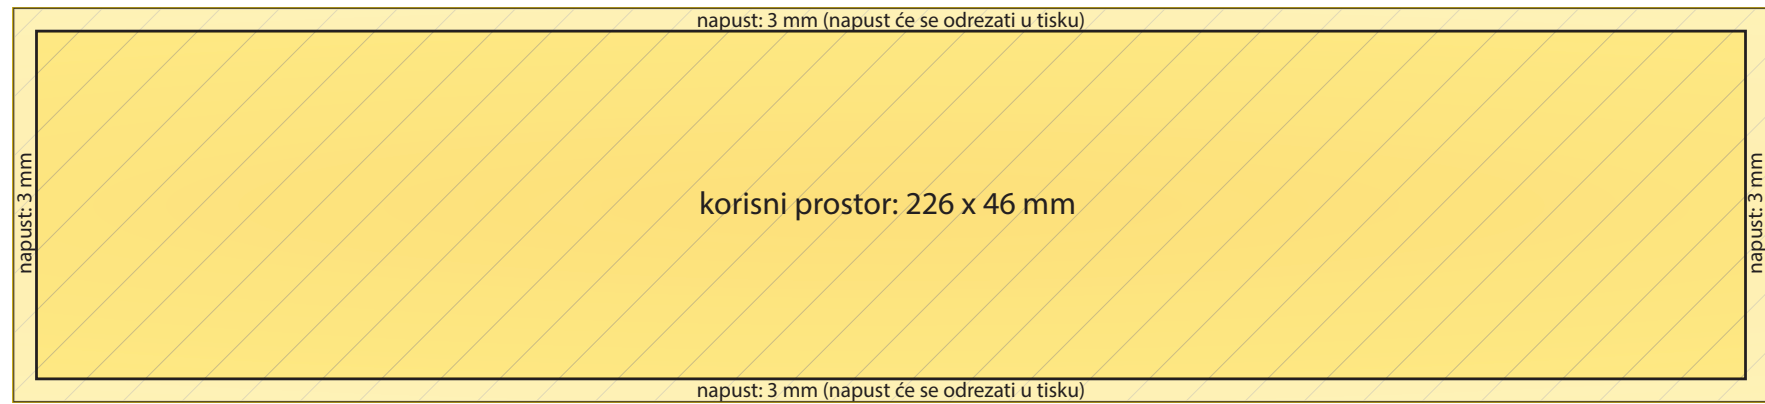 napust: 3 mm (napust će se odrezati u tisku)
napust: 3 mm
korisni prostor: 226 x 46 mm
napust: 3 mm
napust: 3 mm (napust će se odrezati u tisku)